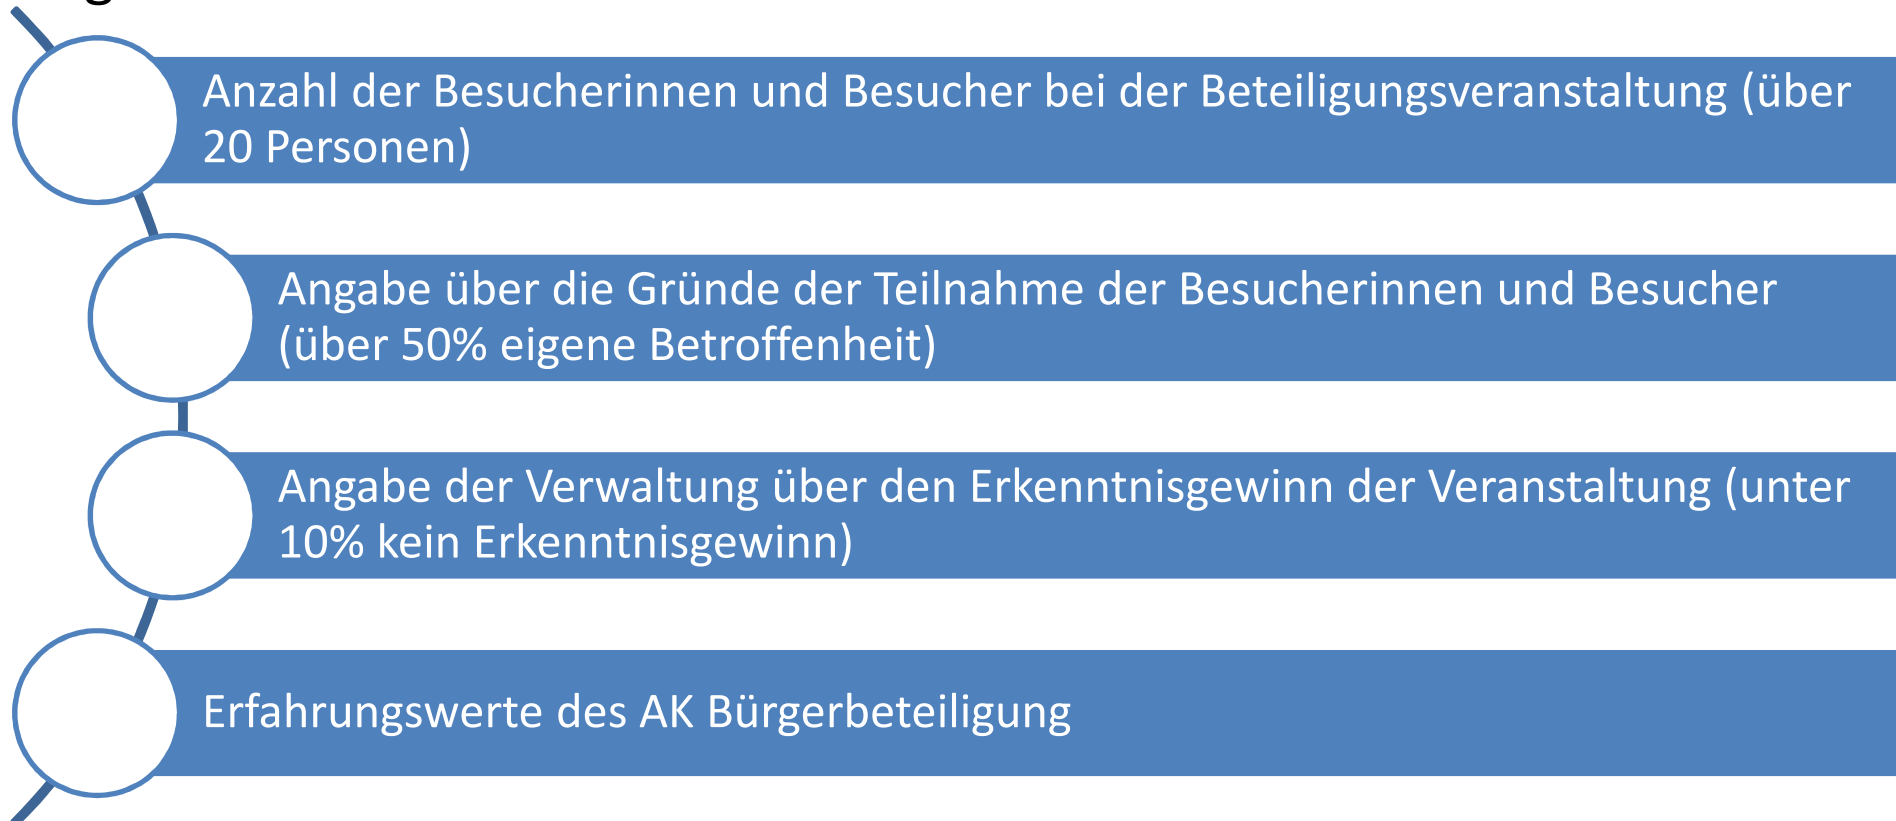 Anzahl der Besucherinnen und Besucher bei der Beteiligungsveranstaltung (über
20 Personen)
Angabe über die Gründe der Teilnahme der Besucherinnen und Besucher
(über 50% eigene Betroffenheit)
Angabe der Verwaltung über den Erkenntnisgewinn der Veranstaltung (unter
10% kein Erkenntnisgewinn)
Erfahrungswerte des AK Bürgerbeteiligung